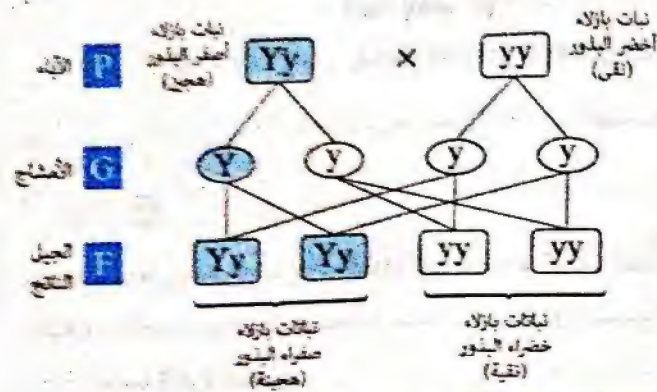 نبات بازلاء
أصفر البذور
(هجين)
نبات بازلاء
أخضر البذور
(نقى)
الآباء P Yy × yy
الأمشاج G Y y y y
الجيل
الناتج
F Yy Yy yy yy
نباتات بازلاء
صفراء البذور
(هجينة)
نباتات بازلاء
خضراء البذور
(نقية)